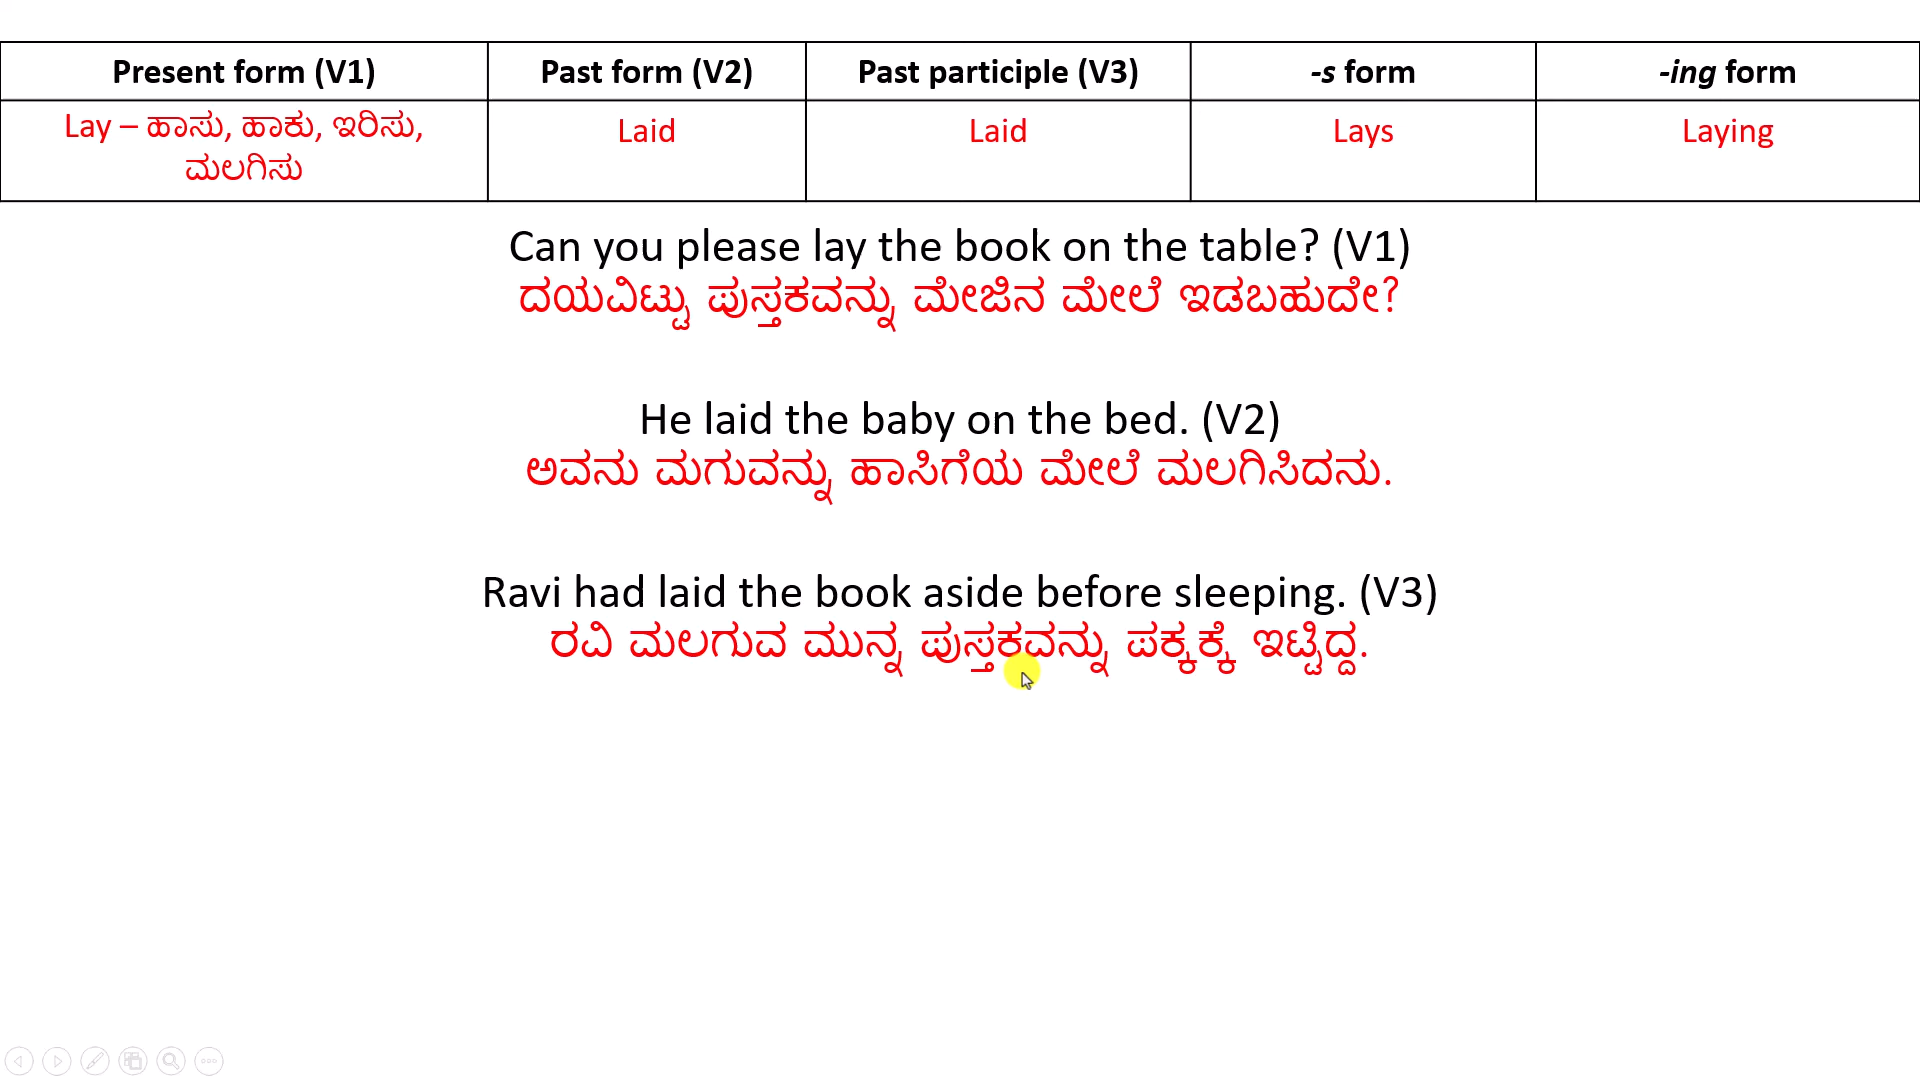 Present form (V1) Past form (V2) Past participle (V3) -s form -ing form
Lay – ಹಾಸು, ಹಾಕು, ಇರಿಸು, ಮಲಗಿಸು Laid Laid Lays Laying
Can you please lay the book on the table? (V1)
ದಯವಿಟ್ಟು ಪುಸ್ತಕವನ್ನು ಮೇಜಿನ ಮೇಲೆ ಇಡಬಹುದೇ?
He laid the baby on the bed. (V2)
ಅವನು ಮಗುವನ್ನು ಹಾಸಿಗೆಯ ಮೇಲೆ ಮಲಗಿಸಿದನು.
Ravi had laid the book aside before sleeping. (V3)
ರವಿ ಮಲಗುವ ಮುನ್ನ ಪುಸ್ತಕವನ್ನು ಪಕ್ಕಕ್ಕೆ ಇಟ್ಟಿದ್ದ.